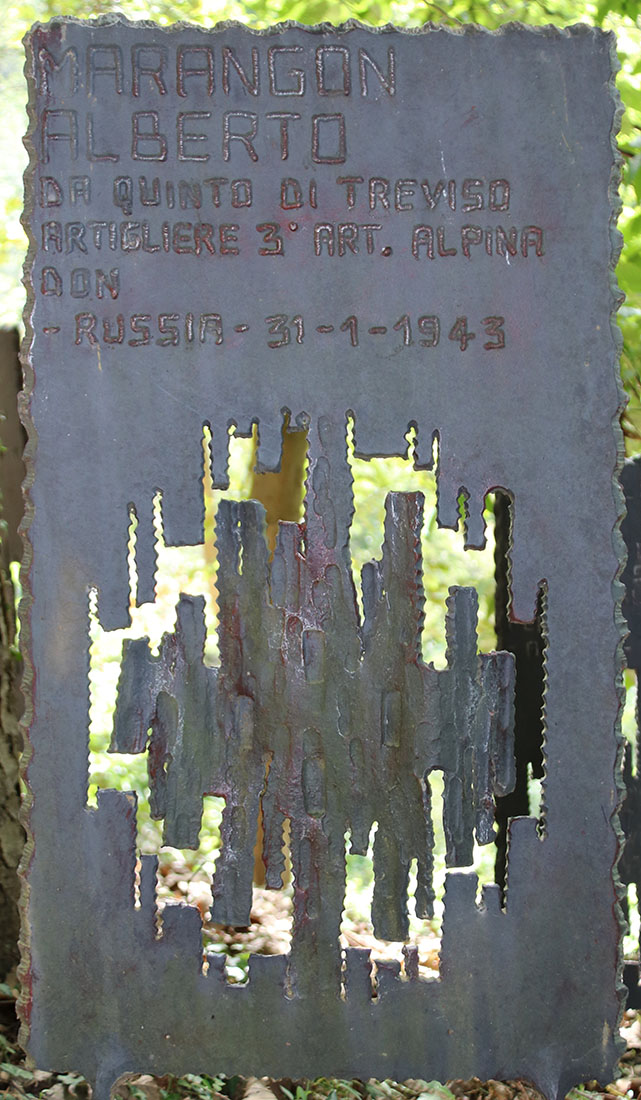 MARANGON
ALBERTO
DA QUINTO DI TREVISO
ARTIGLIERE 3° ART. ALPINA
DON
- RUSSIA - 31 - 1 - 1943